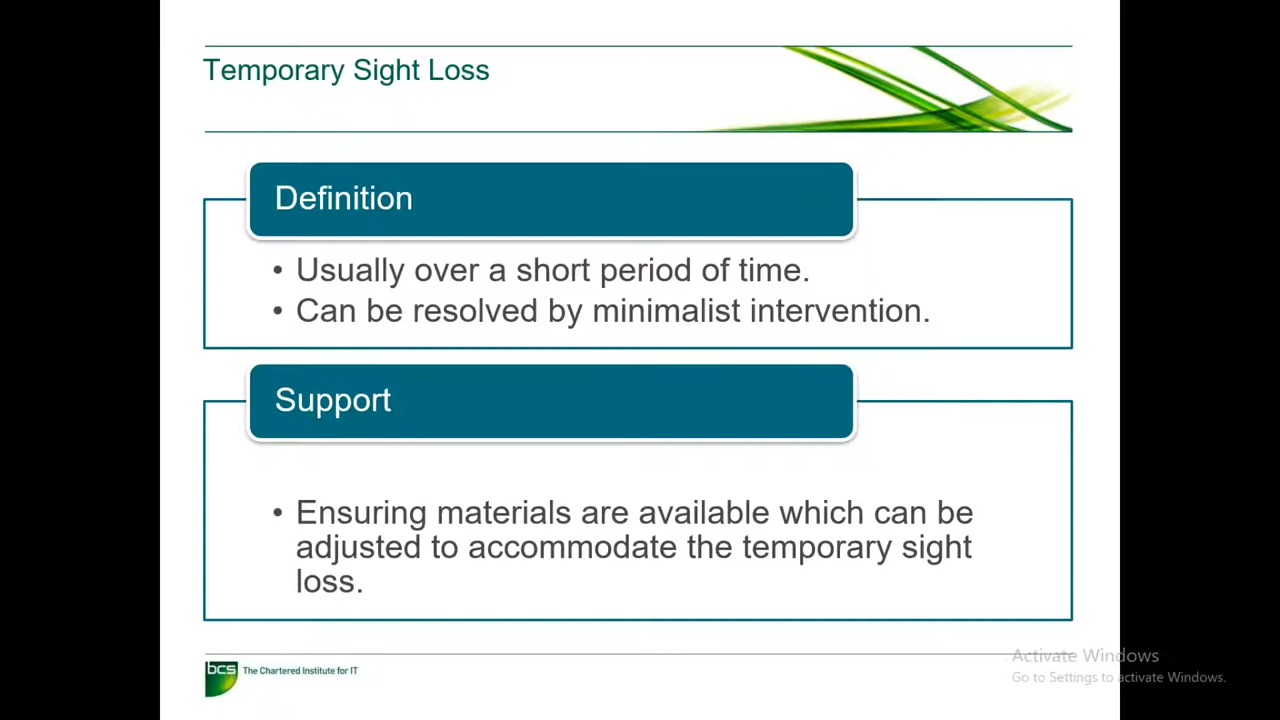 Temporary Sight Loss
Definition
• Usually over a short period of time.
• Can be resolved by minimalist intervention.
Support
• Ensuring materials are available which can be
adjusted to accommodate the temporary sight
loss.
bcs The Chartered Institute for IT
Activate Windows
Go to Settings to activate Windows.